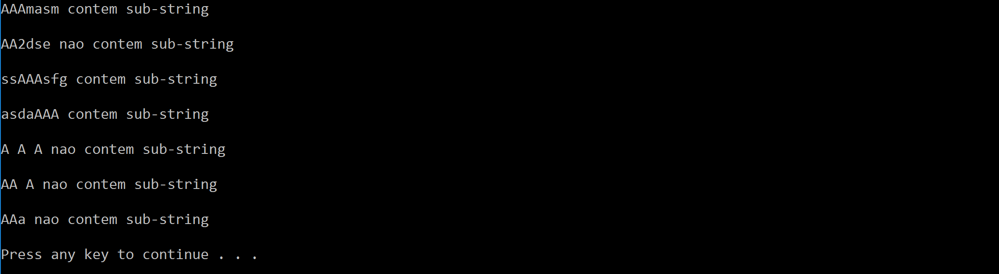 AAAmasm contem sub-string
AA2dse nao contem sub-string
ssAAAsfg contem sub-string
asdaAAA contem sub-string
A A A nao contem sub-string
AA A nao contem sub-string
AAa nao contem sub-string
Press any key to continue . . .